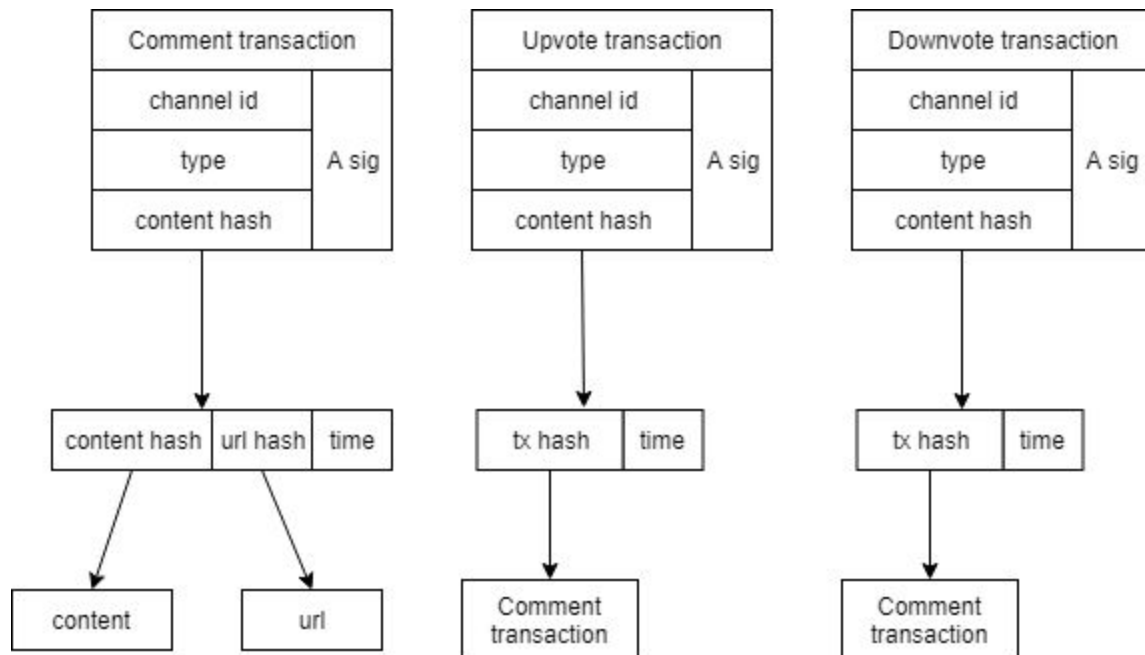 Comment transaction
channel id
type
content hash
A sig
content hash
url hash
time
content
url
Upvote transaction
channel id
type
content hash
A sig
tx hash
time
Comment
transaction
Downvote transaction
channel id
type
content hash
A sig
tx hash
time
Comment
transaction